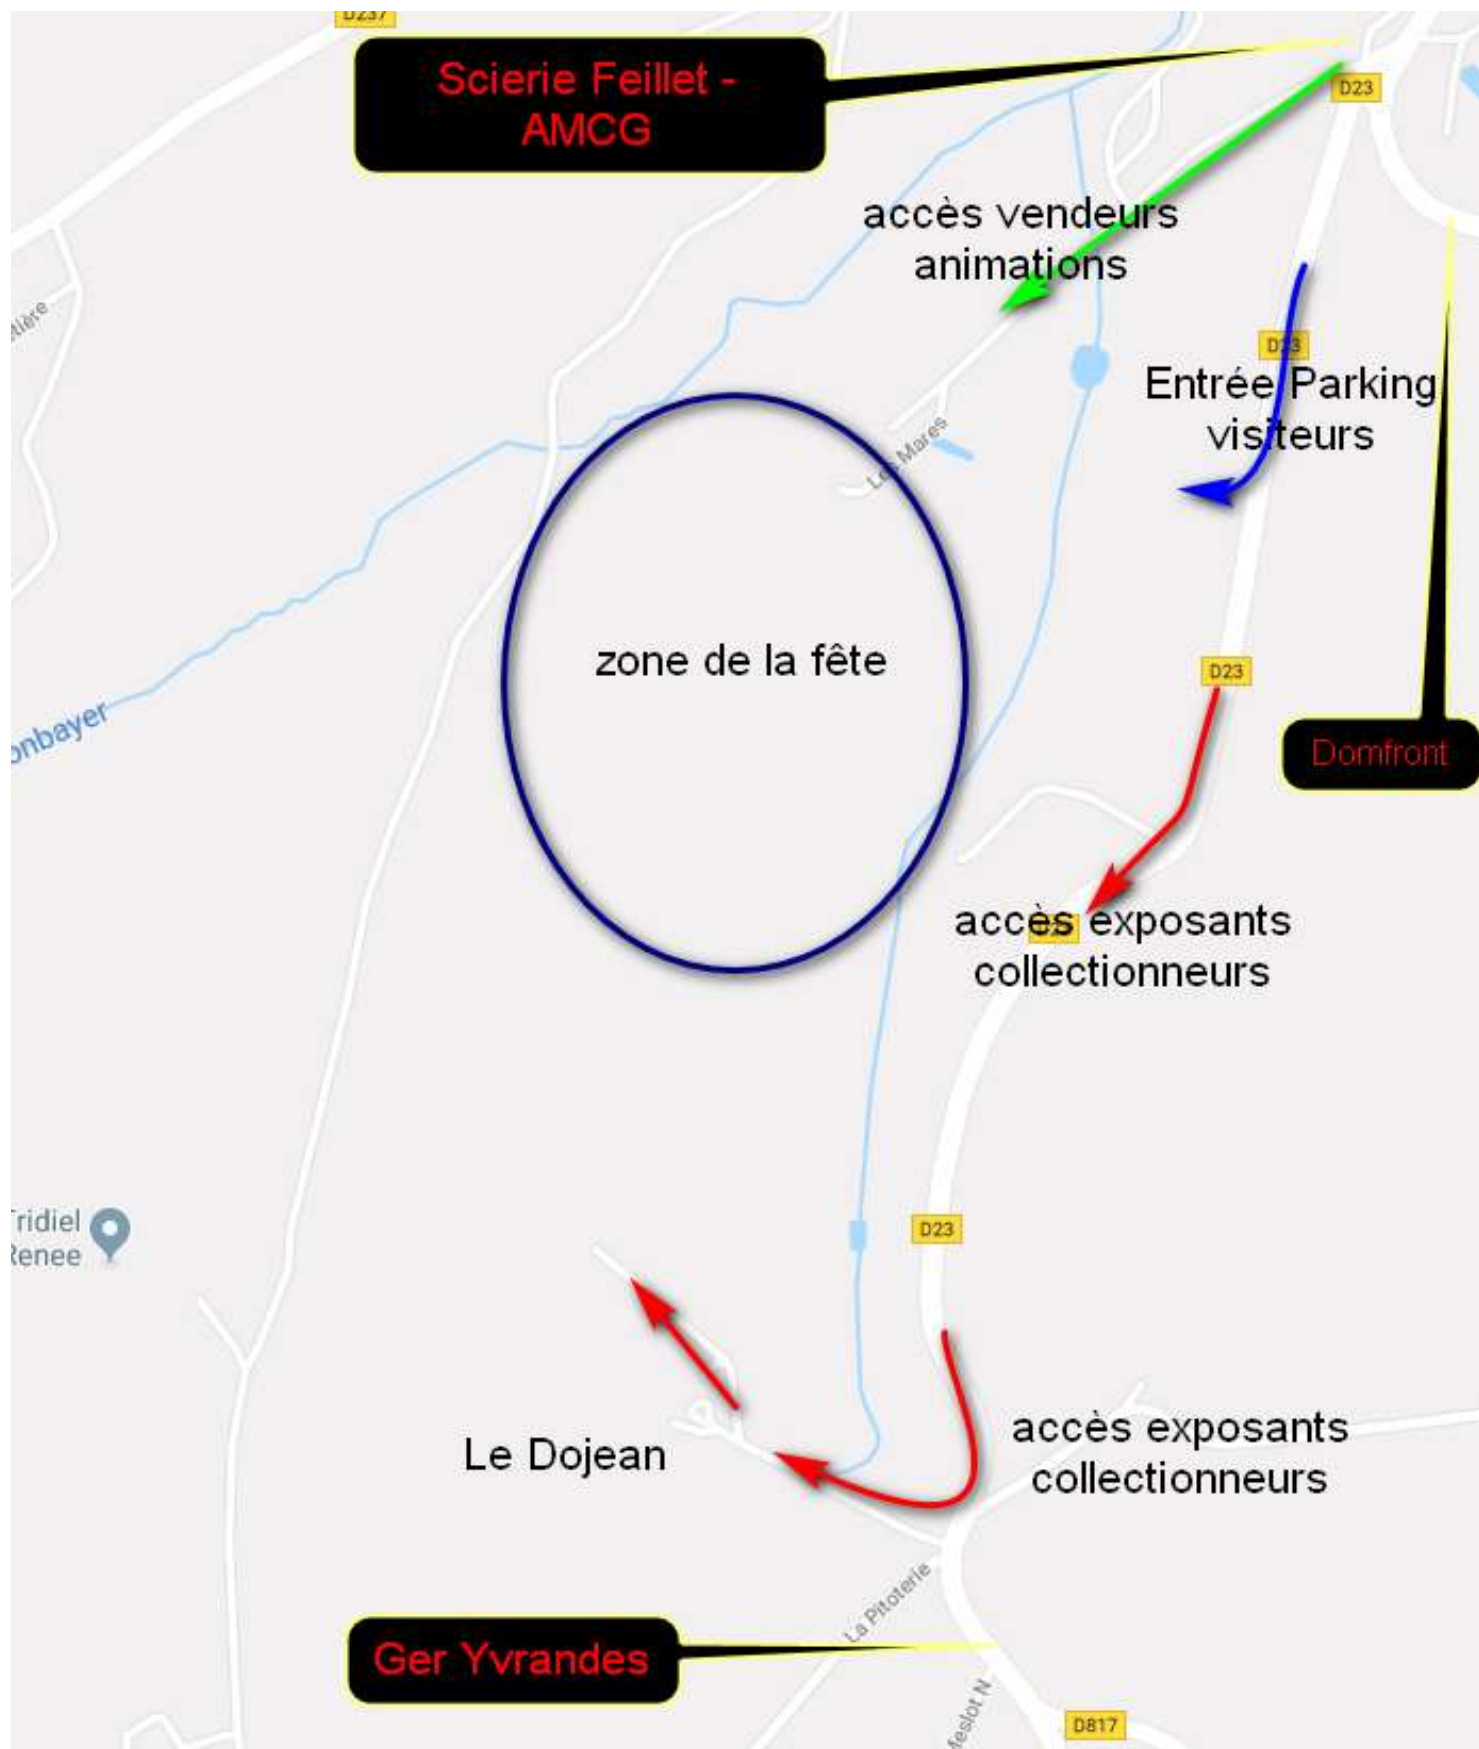 D237
Scierie Feillet -
AMCG
D23
accès vendeurs
animations
D23
Entrée Parking
visiteurs
Les Mares
zone de la fête
D23
Domfront
accès exposants
collectionneurs
D23
Le Dojean
accès exposants
collectionneurs
La Pitoterie
Ger Yvrandes
D817